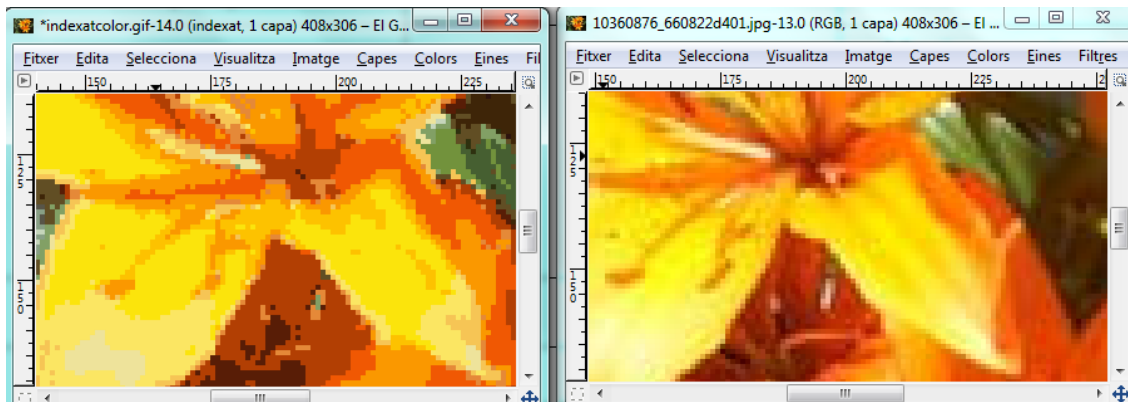 *indexatcolor.gif-14.0 (indexat, 1 capa) 408x306 – El G...
Fitxer Edita Selecciona Visualitza Imatge Capes Colors Eines Fil
150 175 200 225
125
150
10360876_660822d401.jpg-13.0 (RGB, 1 capa) 408x306 – El ...
Fitxer Edita Selecciona Visualitza Imatge Capes Colors Eines Filtres
150 175 200 225 2
125
150